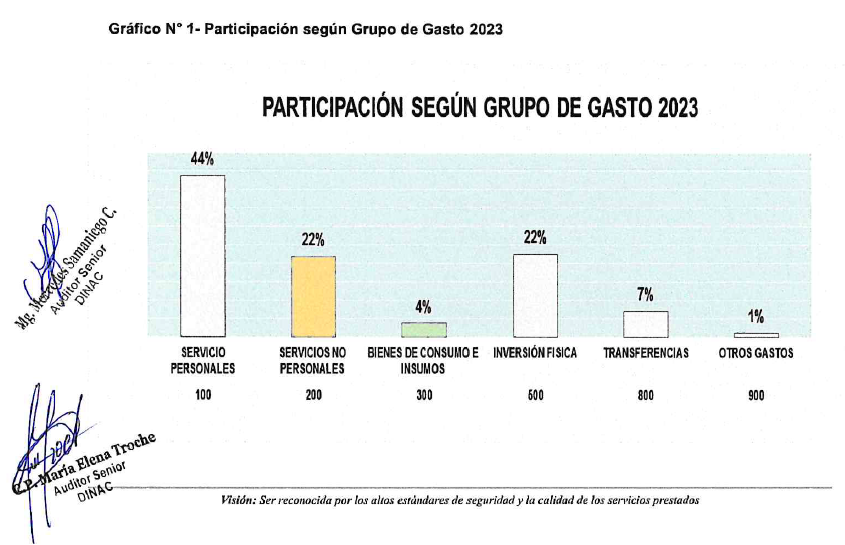 Gráfico N° 1- Participación según Grupo de Gasto 2023
PARTICIPACIÓN SEGÚN GRUPO DE GASTO 2023
44%
22%
4%
22%
7%
1%
SERVICIO PERSONALES
SERVICIOS NO PERSONALES
BIENES DE CONSUMO E INSUMOS
INVERSIÓN FISICA
TRANSFERENCIAS
OTROS GASTOS
100
200
300
500
800
900
Mg. Mercedes Samaniego C.
Auditor Senior
DINAC
C.P. María Elena Troche
Auditor Senior
DINAC
Visión: Ser reconocida por los altos estándares de seguridad y la calidad de los servicios prestados